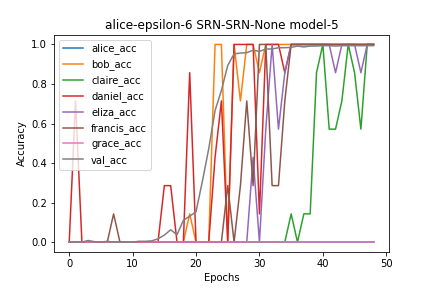 alice-epsilon-6 SRN-SRN-None model-5
Accuracy
1.0
0.8
0.6
0.4
0.2
0.0
alice_acc
bob_acc
claire_acc
daniel_acc
eliza_acc
francis_acc
grace_acc
val_acc
0 10 20 30 40 50
Epochs